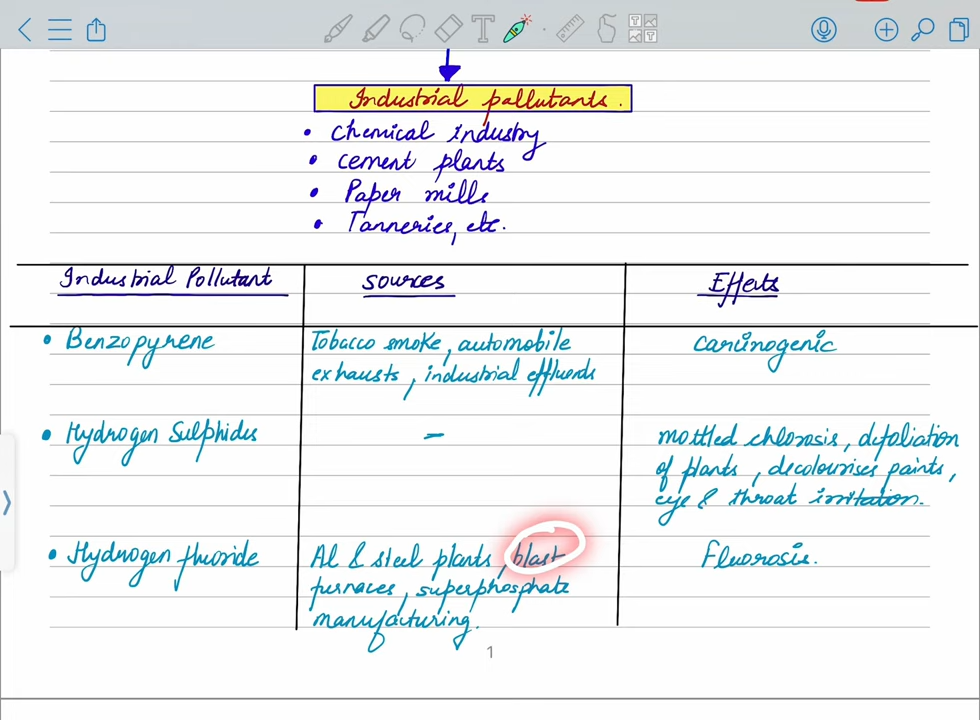 Industrial pallutants.
• Chemical industry
• cement plants
• Paper mills
• Tanneries, etc.
Industrial Pollutant sources Effects
• Benzopyrene Tobacco smoke, automobile carcinogenic
exhausts, industrial effluents
• Hydrogen Sulphides - mottled chlorosis, defoliation
of plants, decolourises paints,
eye & throat irritation.
• Hydrogen fluoride Al & steel plants, blast Fluorosis.
furnaces, superphosphate
manufacturing.
1